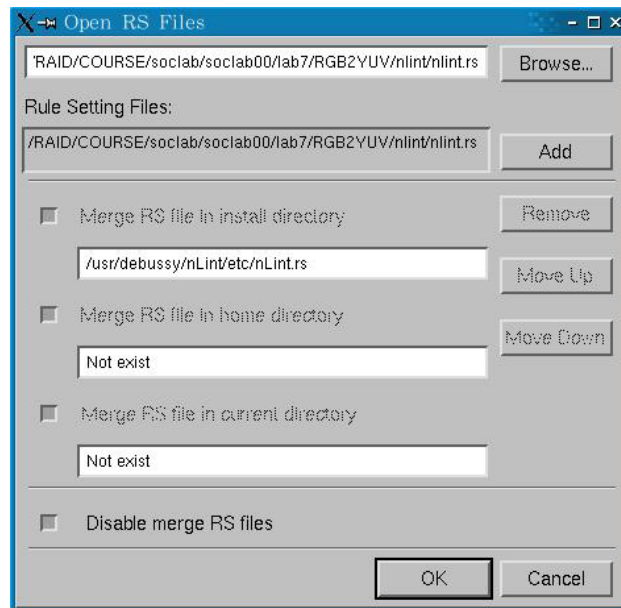 Open RS Files
'RAID/COURSE/soclab/soclab00/lab7/RGB2YUV/nlint/nlint.rs
Browse...
Rule Setting Files:
/RAID/COURSE/soclab/soclab00/lab7/RGB2YUV/nlint/nlint.rs
Add
Merge RS file in install directory
Remove
/usr/debussy/nLint/etc/nLint.rs
Move Up
Merge RS file in home directory
Move Down
Not exist
Merge RS file in current directory
Not exist
Disable merge RS files
OK
Cancel